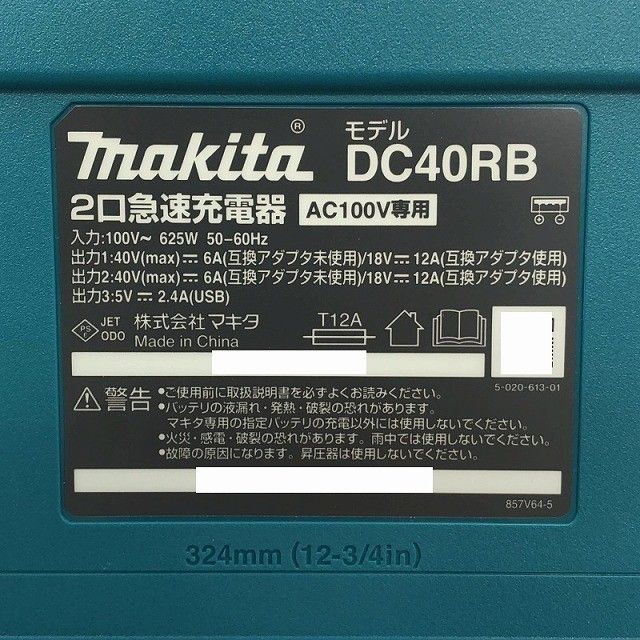 makita® モデル DC40RB
2口急速充電器 AC100V専用
入力:100V～ 625W 50-60Hz
出力1:40V(max)⎓6A(互換アダプタ未使用)/18V⎓12A(互換アダプタ使用)
出力2:40V(max)⎓6A(互換アダプタ未使用)/18V⎓12A(互換アダプタ使用)
出力3:5V⎓2.4A(USB)
PS E JET 株式会社マキタ T12A
ODO Made in China
5-020-613-01
警告 •ご使用前に取扱説明書を必ずよくお読みください。
•バッテリの液漏れ・発熱・破裂の恐れがあります。
マキタ専用の指定バッテリの充電以外には使用しないでください。
•火災・感電・破裂の恐れがあります。雨中では使用しないでください。
•故障の原因になります。昇圧器は使用しないでください。
857V64-5
324mm (12-3/4in)